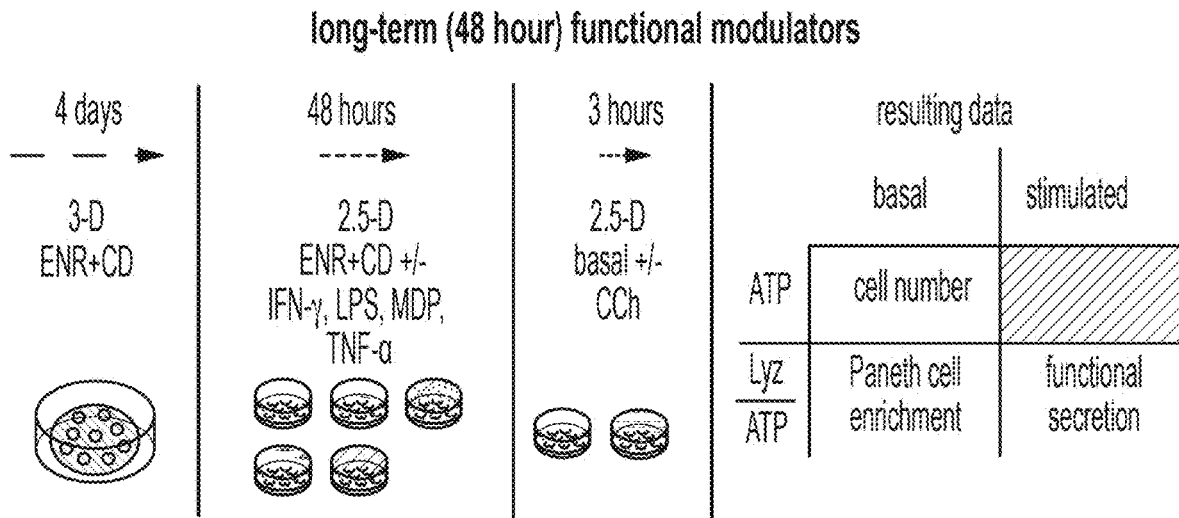 long-term (48 hour) functional modulators
4 days
3-D
ENR+CD
48 hours
2.5-D
ENR+CD +/-
IFN-γ, LPS, MDP,
TNF-α
3 hours
2.5-D
basal +/-
CCh
resulting data
basal
stimulated
ATP
cell number
Lyz
ATP
Paneth cell
enrichment
functional
secretion